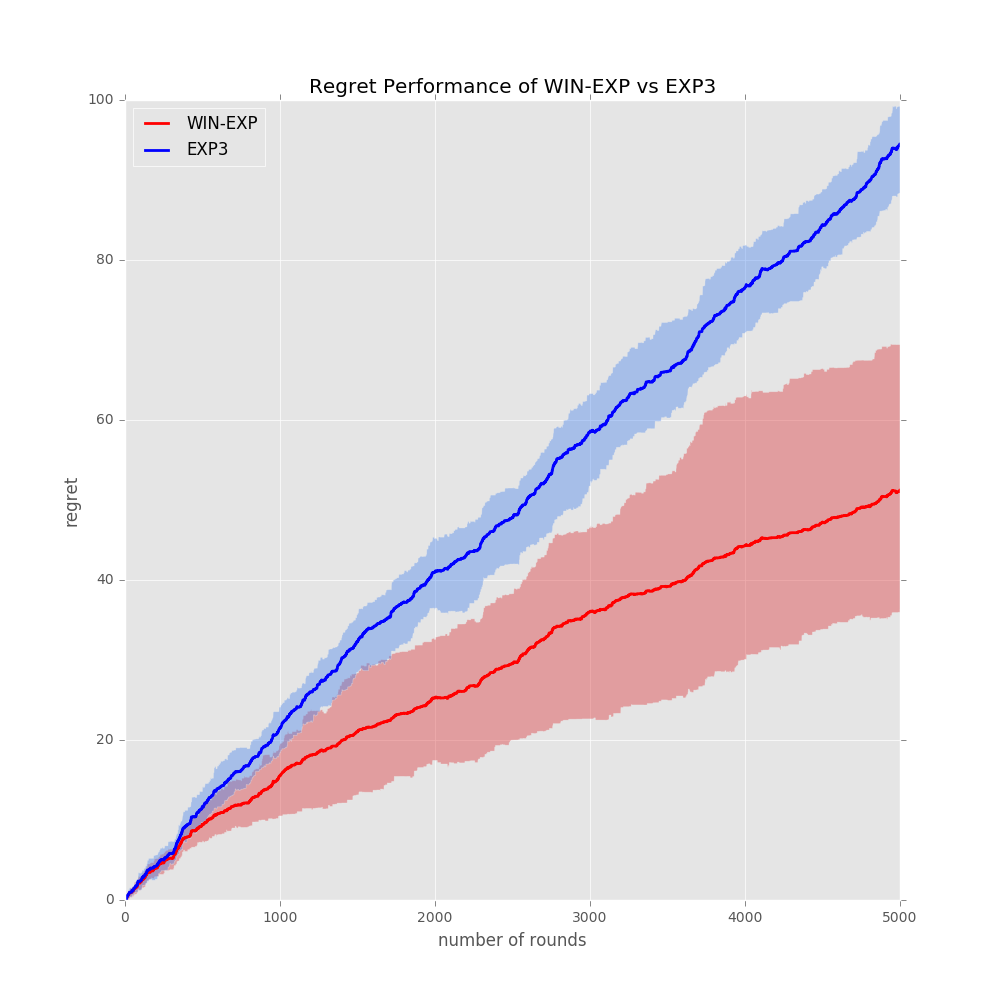 Regret Performance of WIN-EXP vs EXP3
WIN-EXP
EXP3
100
80
60
40
20
0
regret
0 1000 2000 3000 4000 5000
number of rounds